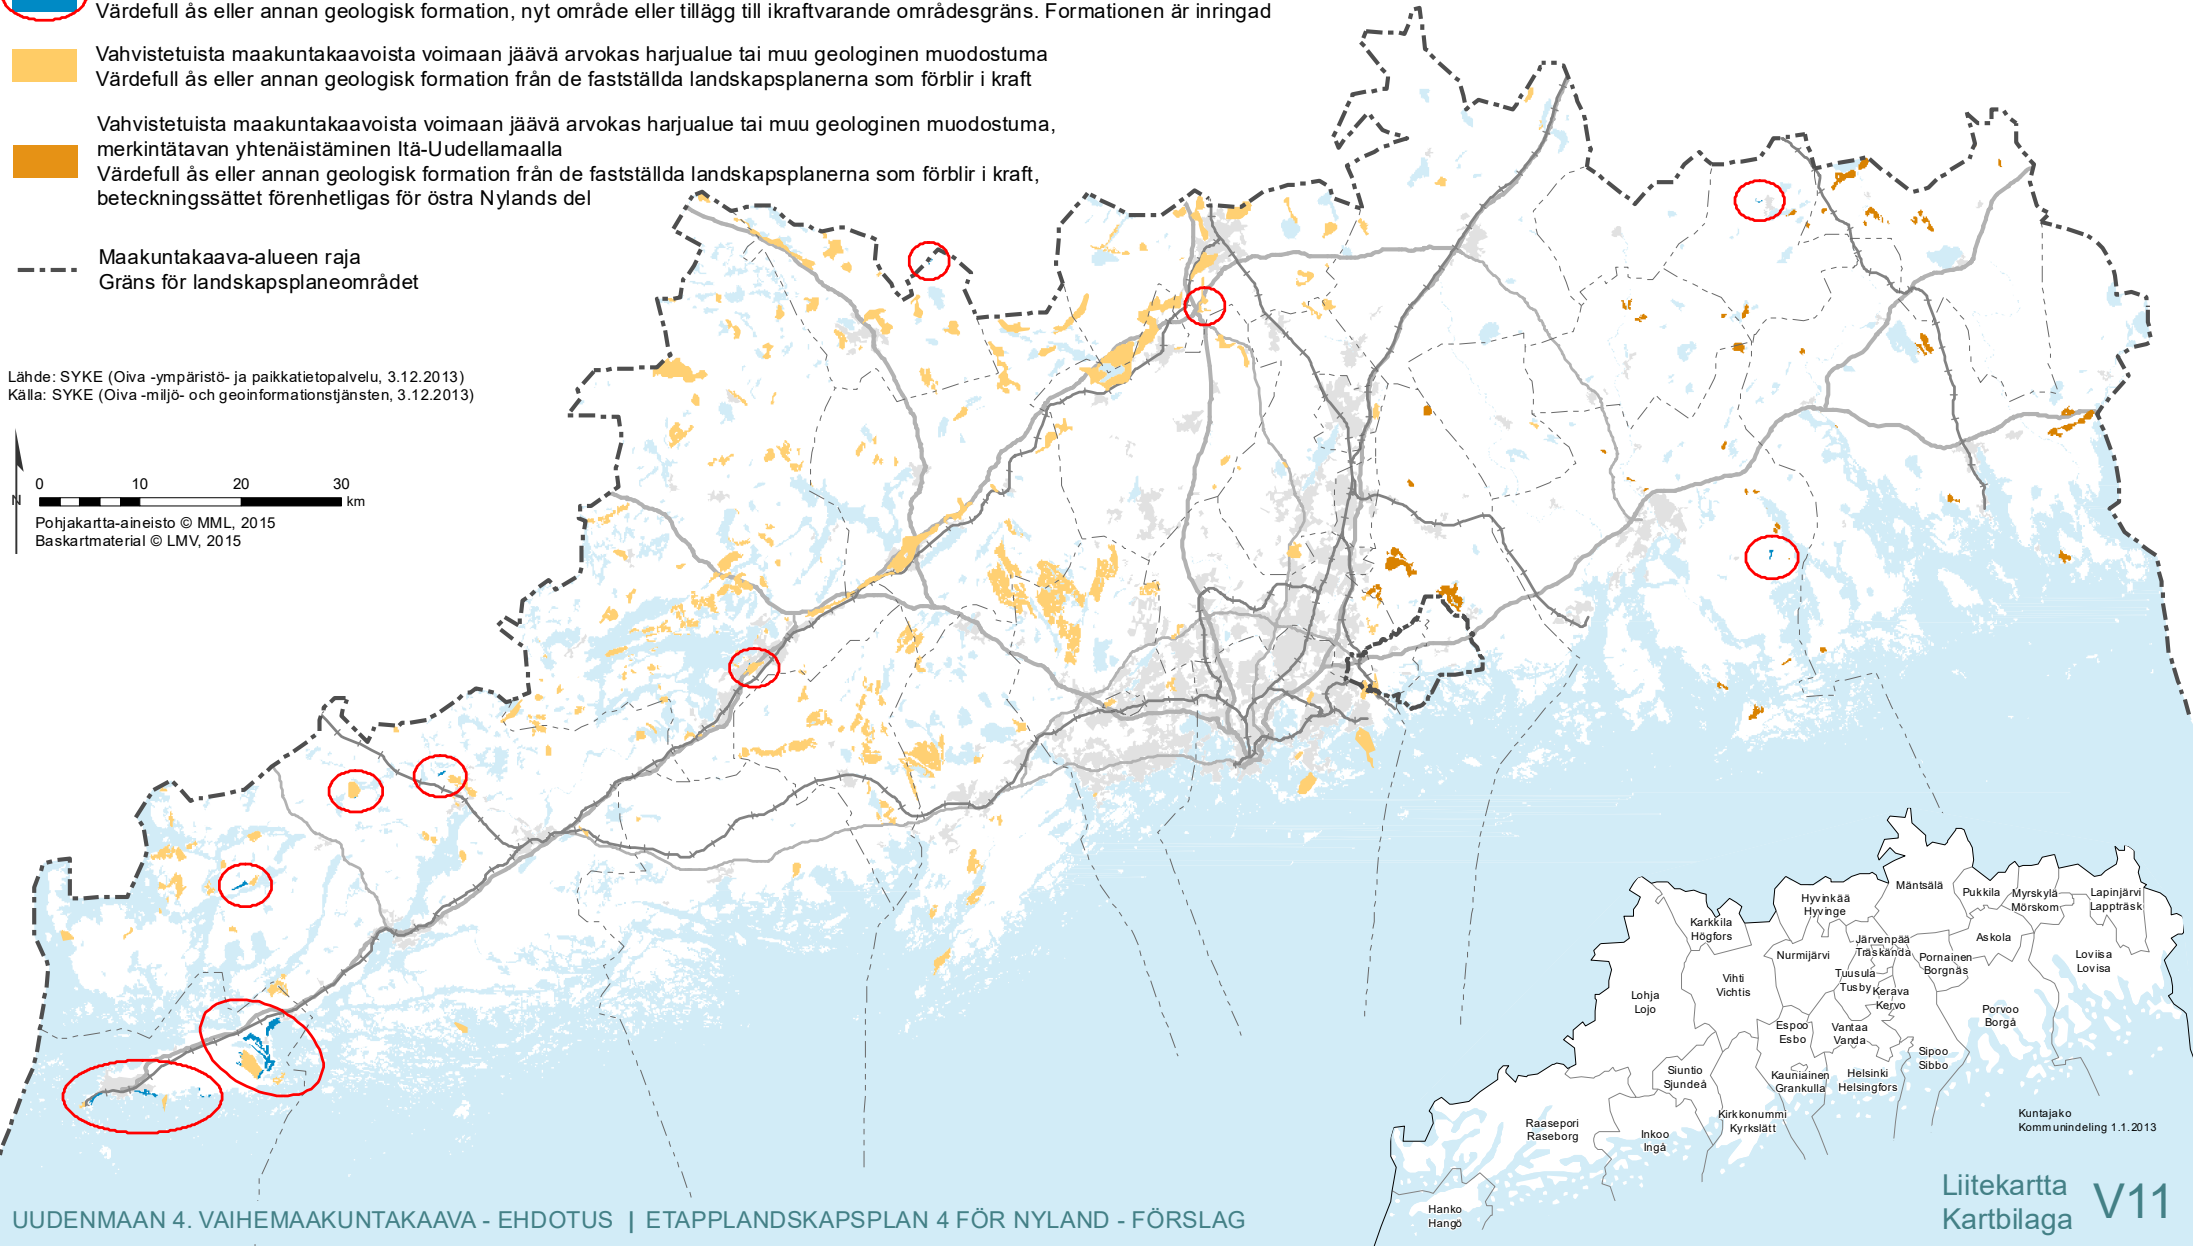 Värdefull ås eller annan geologisk formation, nyt område eller tillägg till ikraftvarande områdesgräns. Formationen är inringad
Vahvistetuista maakuntakaavoista voimaan jäävä arvokas harjualue tai muu geologinen muodostuma
Värdefull ås eller annan geologisk formation från de fastställda landskapsplanerna som förblir i kraft
Vahvistetuista maakuntakaavoista voimaan jäävä arvokas harjualue tai muu geologinen muodostuma,
merkintätavan yhtenäistäminen Itä-Uudellamaalla
Värdefull ås eller annan geologisk formation från de fastställda landskapsplanerna som förblir i kraft,
beteckningssättet förenhetligas för östra Nylands del
Maakuntakaava-alueen raja
Gräns för landskapsplaneområdet
Lähde: SYKE (Oiva -ympäristö- ja paikkatietopalvelu, 3.12.2013)
Källa: SYKE (Oiva -miljö- och geoinformationstjänsten, 3.12.2013)
N
0 10 20 30
km
Pohjakartta-aineisto © MML, 2015
Baskartmaterial © LMV, 2015
Mäntsälä
Pukkila
Myrskylä
Mörskom
Lapinjärvi
Lappträsk
Hyvinkää
Hyvinge
Karkkila
Högfors
Järvenpää
Träskända
Askola
Nurmijärvi
Pornainen
Borgnäs
Loviisa
Lovisa
Vihti
Vichtis
Tuusula
Tusby
Kerava
Kervo
Lohja
Lojo
Porvoo
Borgå
Espoo
Esbo
Vantaa
Vanda
Sipoo
Sibbo
Siuntio
Sjundeå
Kauniainen
Grankulla
Helsinki
Helsingfors
Kirkkonummi
Kyrkslätt
Raasepori
Raseborg
Inkoo
Ingå
Hanko
Hangö
Kuntajako
Kommunindeling 1.1.2013
Liitekartta
Kartbilaga
V11
UUDENMAAN 4. VAIHEMAAKUNTAKAAVA - EHDOTUS | ETAPPLANDSKAPSPLAN 4 FÖR NYLAND - FÖRSLAG